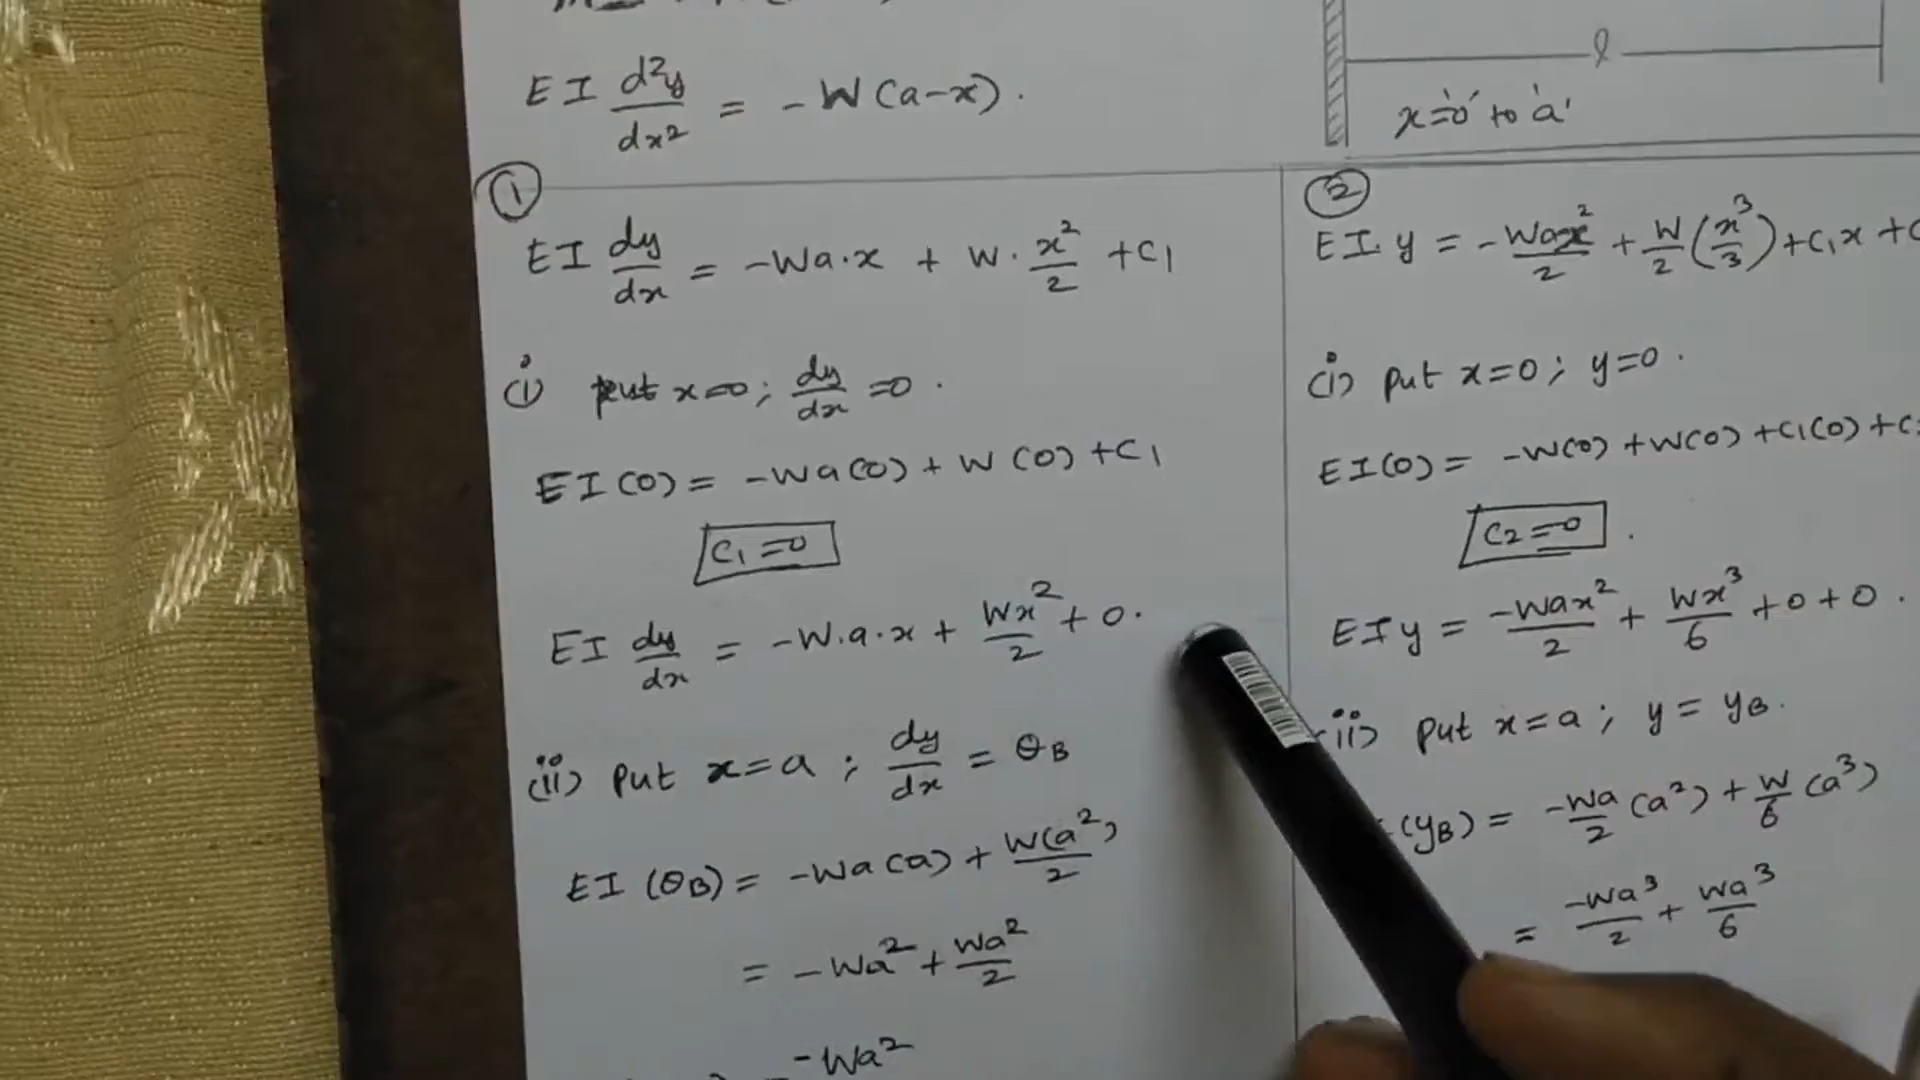 EI d²y/dx² = -W(a-x).
l
x='0' to 'a'
①
EI dy/dx = -Wa·x + W·x²/2 + C1
(i) put x=0; dy/dx =0.
EI(0) = -Wa(0) + W(0) + C1
C1 =0
EI dy/dx = -W.a.x + Wx²/2 + 0.
(ii) Put x=a; dy/dx = θB
EI (θB) = -Wa(a) + W(a²)/2
= -Wa² + Wa²/2
-Wa²
②
EI.y = -Wax²/2 + W/2(x³/3) + C1x +
(i) Put x=0; y=0.
EI(0) = -W(0) + W(0) + C1(0) +
C2 =0.
EIy = -Wax²/2 + Wx³/6 + 0 + 0.
(ii) Put x=a; y = yB.
(yB) = -Wa/2 (a²) + W/6 (a³)
= -Wa³/2 + Wa³/6